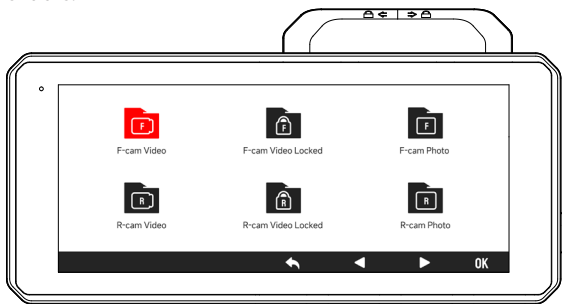 F F F
F-cam Video F-cam Video Locked F-cam Photo
R R R
R-cam Video R-cam Video Locked R-cam Photo
OK